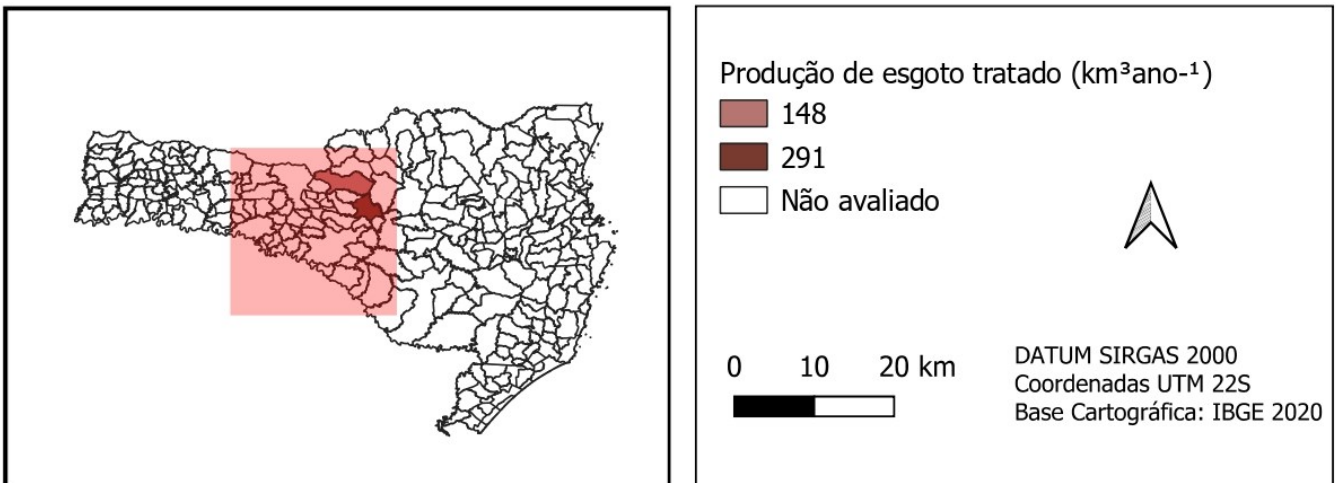 Produção de esgoto tratado (km³ano-¹)
148
291
Não avaliado
0 10 20 km
DATUM SIRGAS 2000
Coordenadas UTM 22S
Base Cartográfica: IBGE 2020